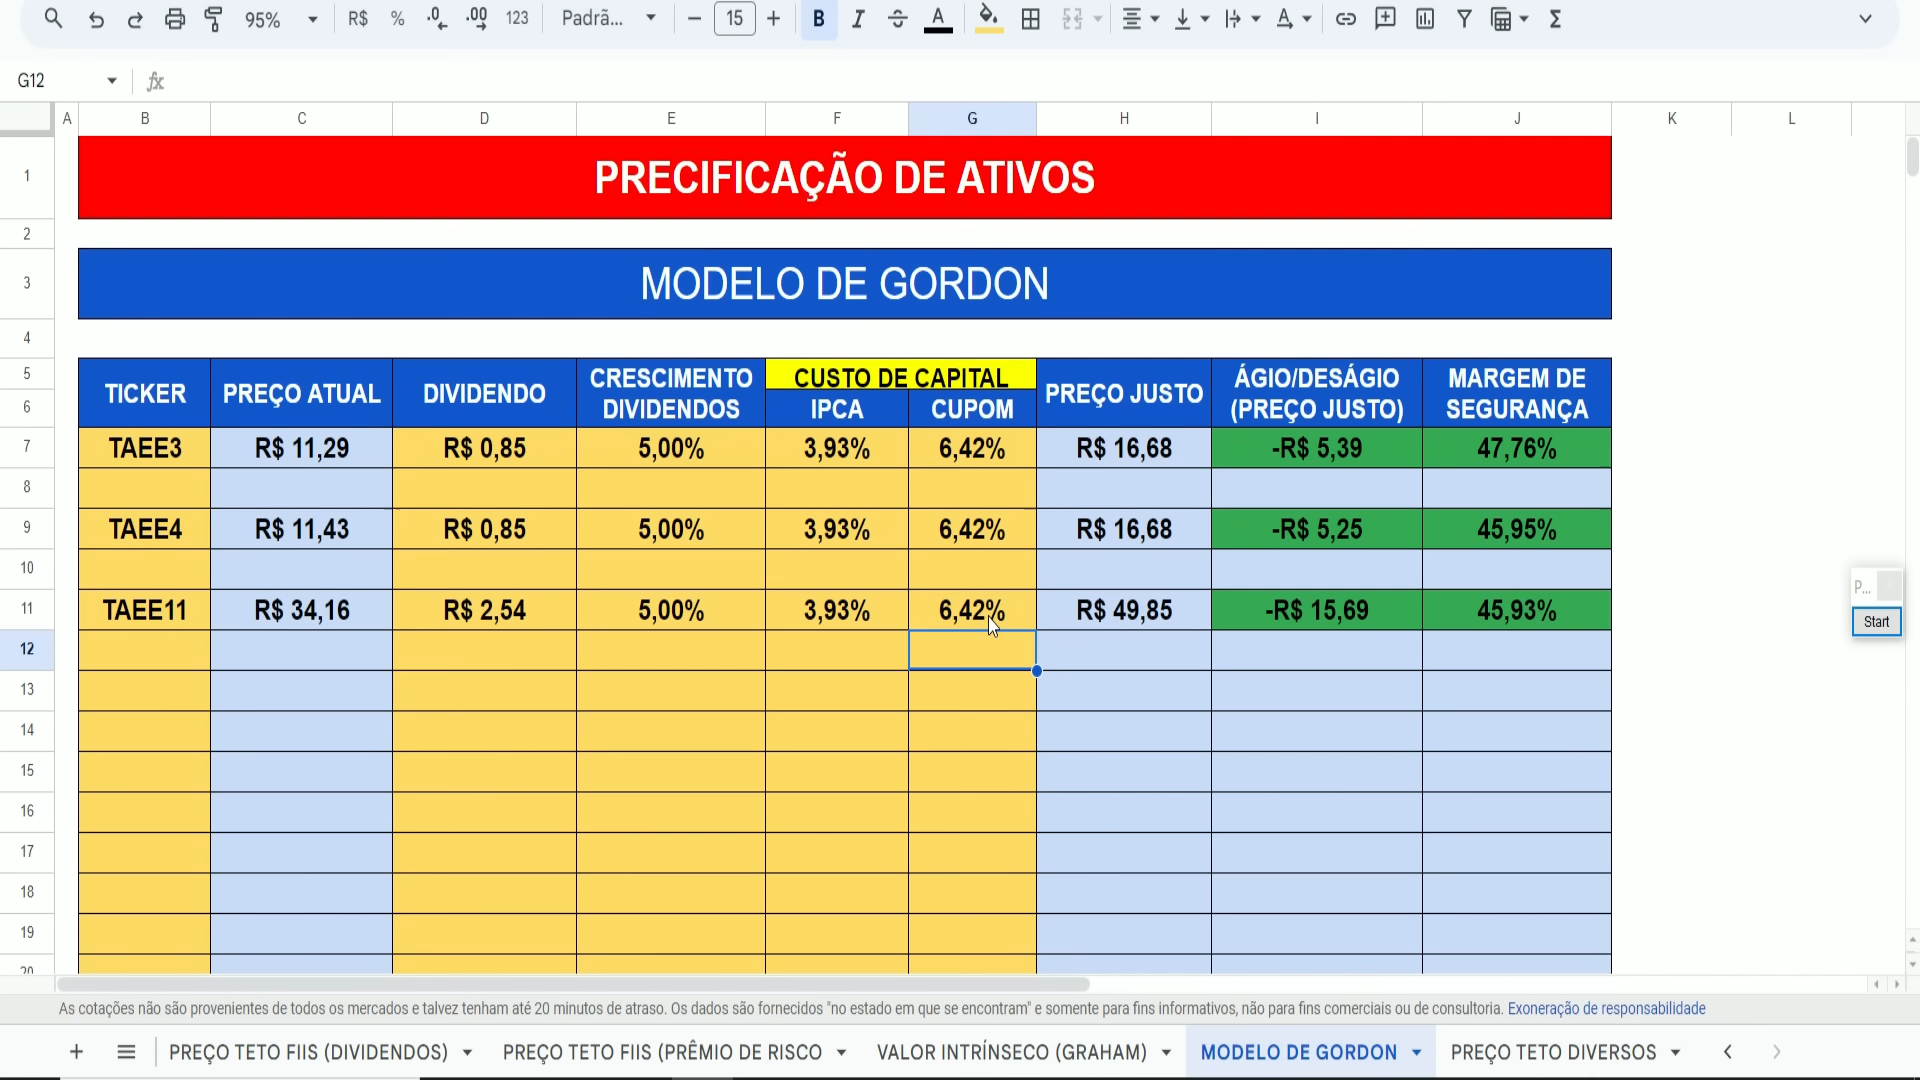 95% R$ % .0 .00 123 Padrã... 15 B I A A Σ
G12 fx
A B C D E F G H I J K L
1 PRECIFICAÇÃO DE ATIVOS
2
3 MODELO DE GORDON
4
5 TICKER PREÇO ATUAL DIVIDENDO CRESCIMENTO DIVIDENDOS CUSTO DE CAPITAL PREÇO JUSTO ÁGIO/DESÁGIO (PREÇO JUSTO) MARGEM DE SEGURANÇA
6 IPCA CUPOM
7 TAEE3 R$ 11,29 R$ 0,85 5,00% 3,93% 6,42% R$ 16,68 -R$ 5,39 47,76%
8
9 TAEE4 R$ 11,43 R$ 0,85 5,00% 3,93% 6,42% R$ 16,68 -R$ 5,25 45,95%
10
11 TAEE11 R$ 34,16 R$ 2,54 5,00% 3,93% 6,42% R$ 49,85 -R$ 15,69 45,93%
12
13
14
15
16
17
18
19
20
P...
Start
As cotações não são provenientes de todos os mercados e talvez tenham até 20 minutos de atraso. Os dados são fornecidos "no estado em que se encontram" e somente para fins informativos, não para fins comerciais ou de consultoria. Exoneração de responsabilidade
PREÇO TETO FIIS (DIVIDENDOS) PREÇO TETO FIIS (PRÊMIO DE RISCO VALOR INTRÍNSECO (GRAHAM) MODELO DE GORDON PREÇO TETO DIVERSOS